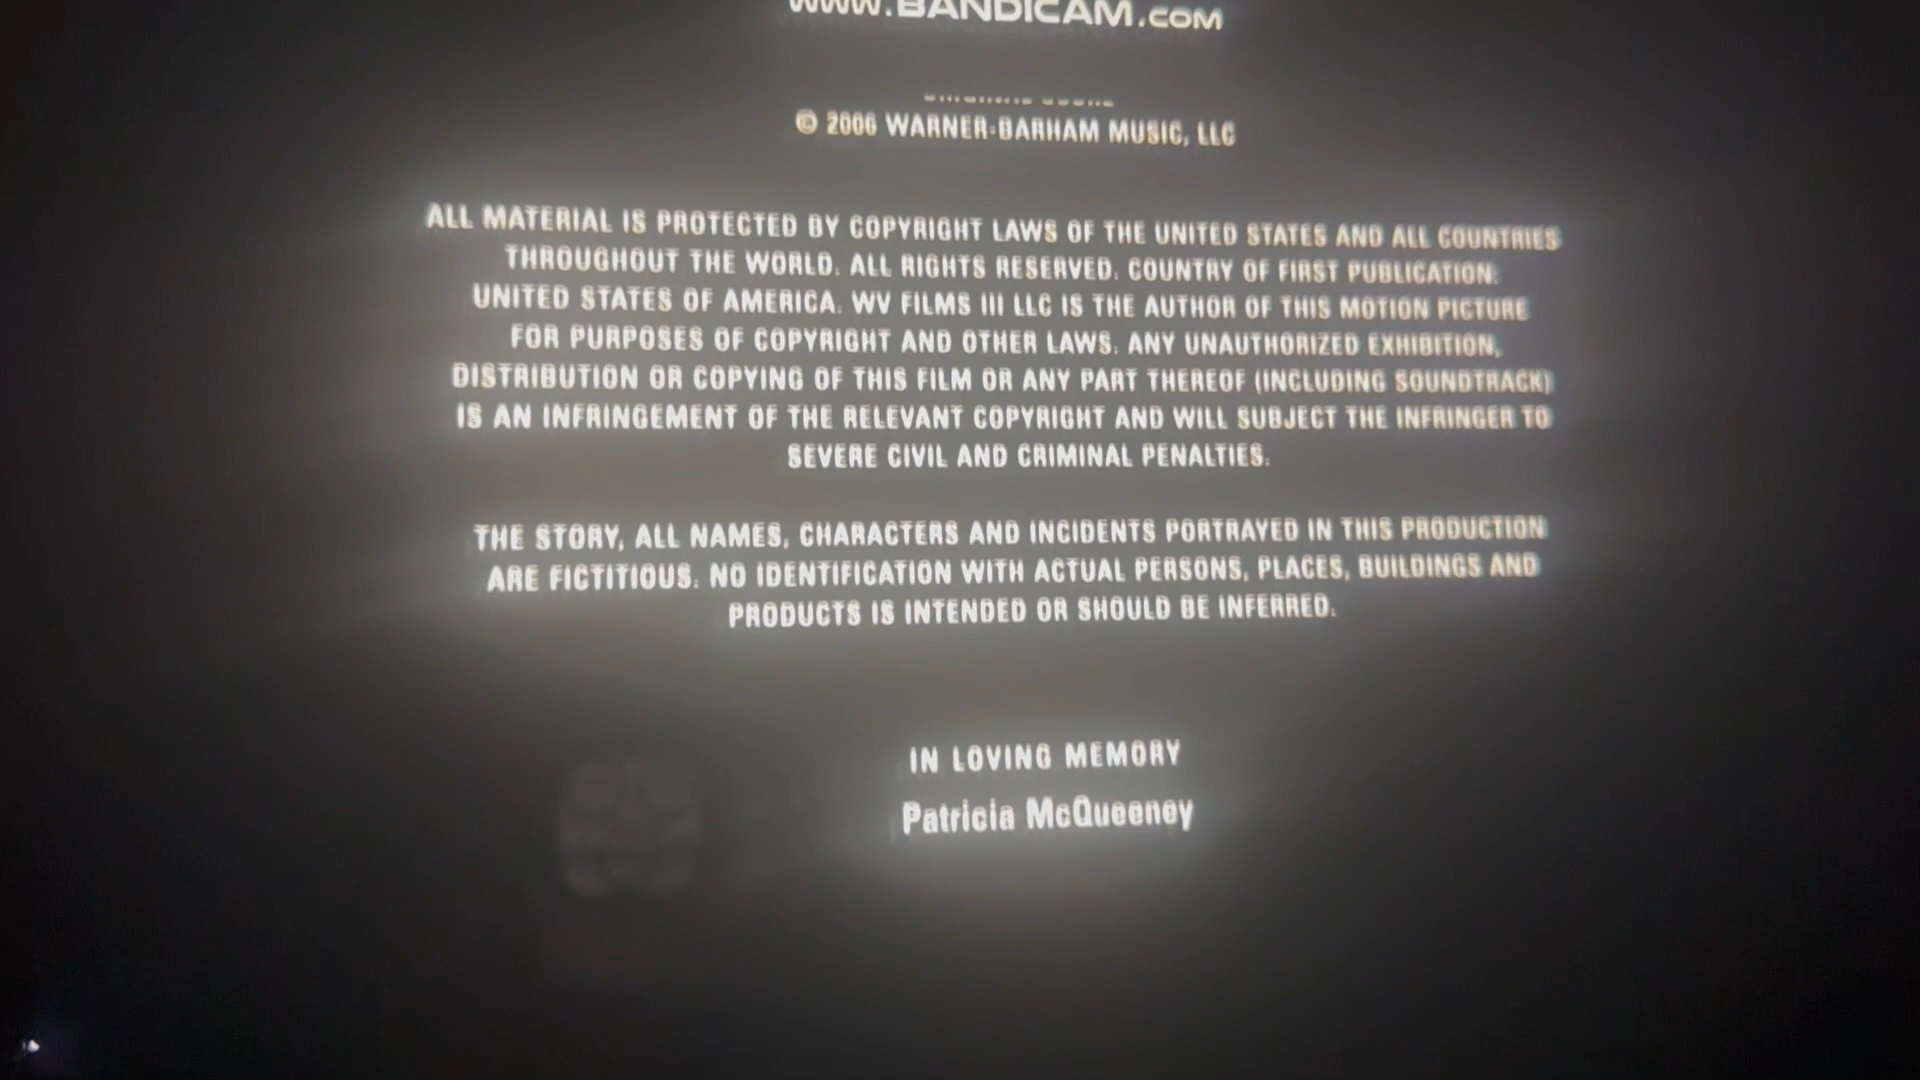 www.BANDICAM.com
© 2006 WARNER-BARHAM MUSIC, LLC
ALL MATERIAL IS PROTECTED BY COPYRIGHT LAWS OF THE UNITED STATES AND ALL COUNTRIES
THROUGHOUT THE WORLD. ALL RIGHTS RESERVED. COUNTRY OF FIRST PUBLICATION:
UNITED STATES OF AMERICA. WV FILMS III LLC IS THE AUTHOR OF THIS MOTION PICTURE
FOR PURPOSES OF COPYRIGHT AND OTHER LAWS. ANY UNAUTHORIZED EXHIBITION,
DISTRIBUTION OR COPYING OF THIS FILM OR ANY PART THEREOF (INCLUDING SOUNDTRACK)
IS AN INFRINGEMENT OF THE RELEVANT COPYRIGHT AND WILL SUBJECT THE INFRINGER TO
SEVERE CIVIL AND CRIMINAL PENALTIES.
THE STORY, ALL NAMES, CHARACTERS AND INCIDENTS PORTRAYED IN THIS PRODUCTION
ARE FICTITIOUS. NO IDENTIFICATION WITH ACTUAL PERSONS, PLACES, BUILDINGS AND
PRODUCTS IS INTENDED OR SHOULD BE INFERRED.
IN LOVING MEMORY
Patricia McQueeney